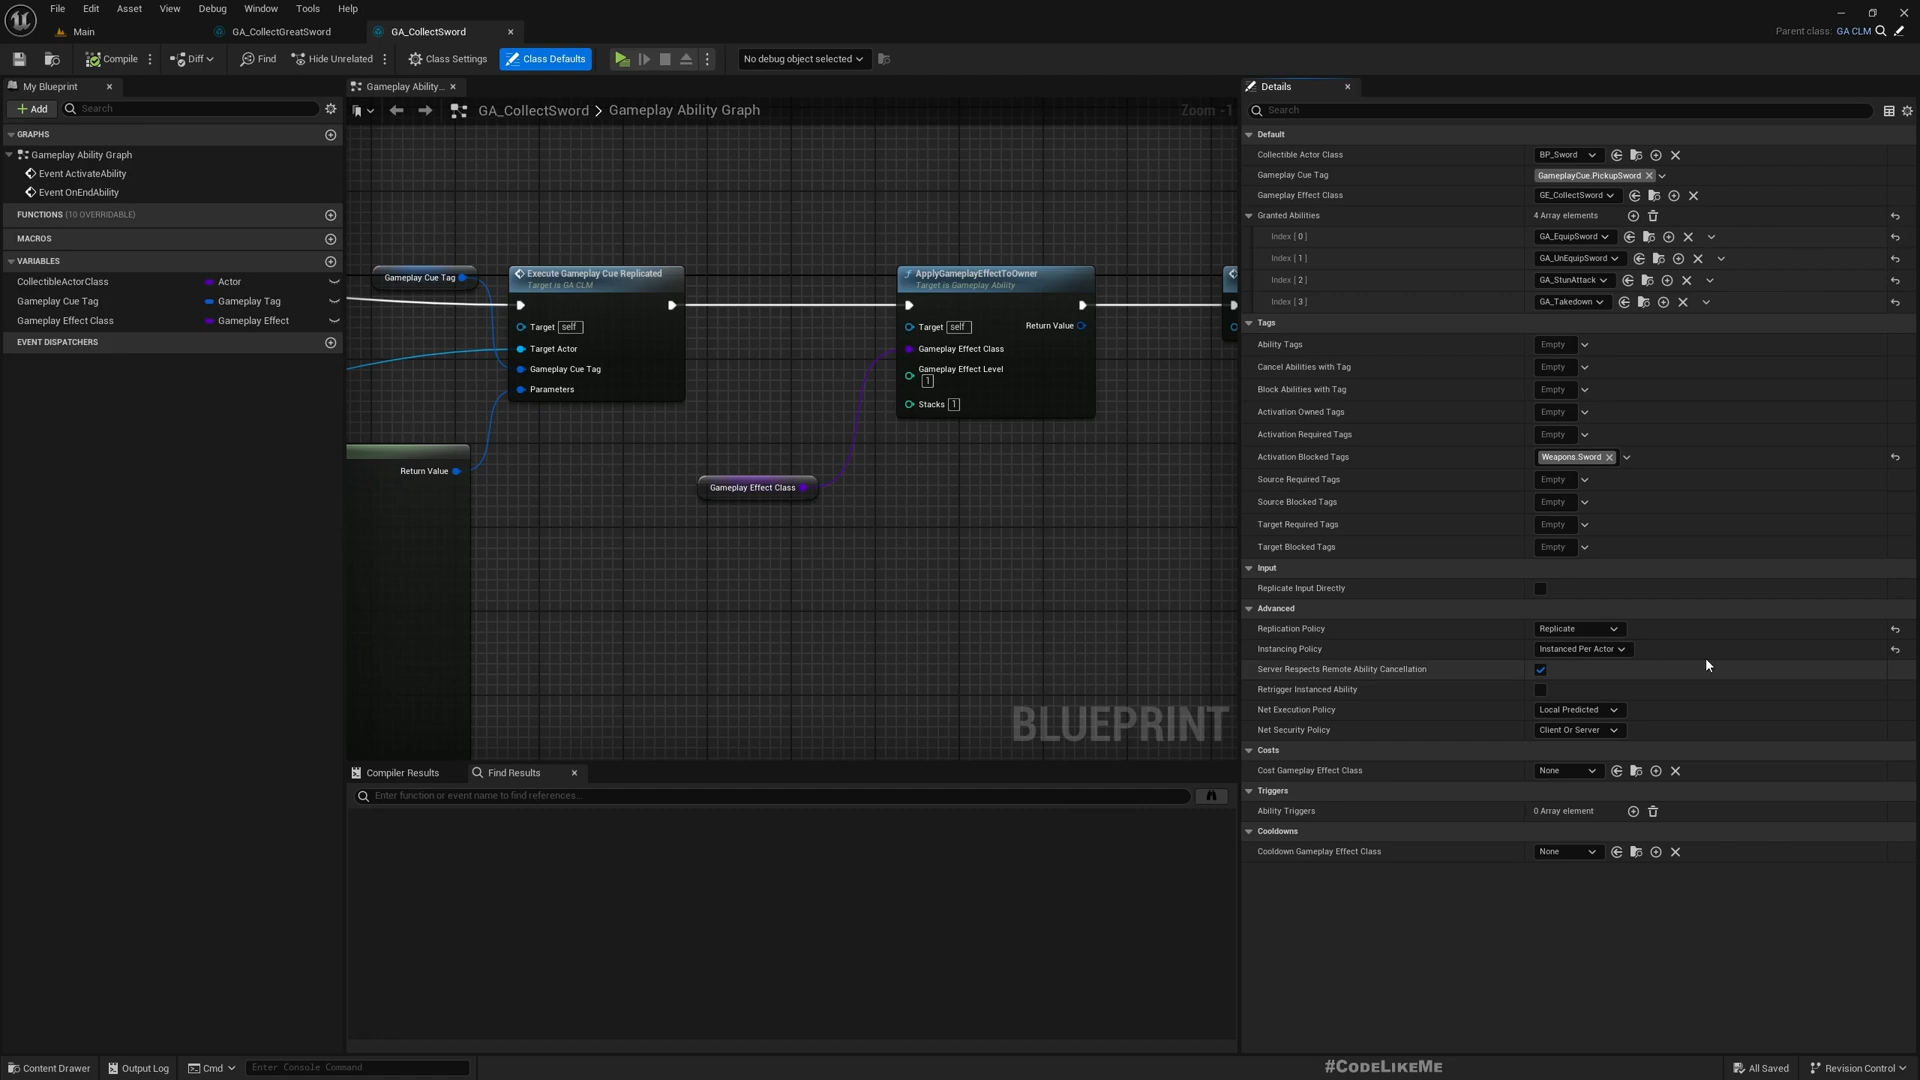 File Edit Asset View Debug Window Tools Help
Main GA_CollectGreatSword GA_CollectSword
Parent class: GA CLM
Compile Diff Find Hide Unrelated Class Settings Class Defaults No debug object selected
My Blueprint
Add Search
GRAPHS
Gameplay Ability Graph
Event ActivateAbility
Event OnEndAbility
FUNCTIONS (10 OVERRIDABLE)
MACROS
VARIABLES
CollectibleActorClass Actor
Gameplay Cue Tag Gameplay Tag
Gameplay Effect Class Gameplay Effect
EVENT DISPATCHERS
Gameplay Ability...
GA_CollectSword > Gameplay Ability Graph
Zoom -1
Gameplay Cue Tag
Execute Gameplay Cue Replicated
Target is GA CLM
Target self
Target Actor
Gameplay Cue Tag
Parameters
Return Value
ApplyGameplayEffectToOwner
Target is Gameplay Ability
Target self Return Value
Gameplay Effect Class
Gameplay Effect Level
1
Stacks 1
Gameplay Effect Class
BLUEPRINT
Compiler Results Find Results
Enter function or event name to find references...
Details
Search
Default
Collectible Actor Class BP_Sword
Gameplay Cue Tag GameplayCue.PickupSword
Gameplay Effect Class GE_CollectSword
Granted Abilities 4 Array elements
Index [ 0 ] GA_EquipSword
Index [ 1 ] GA_UnEquipSword
Index [ 2 ] GA_StunAttack
Index [ 3 ] GA_Takedown
Tags
Ability Tags Empty
Cancel Abilities with Tag Empty
Block Abilities with Tag Empty
Activation Owned Tags Empty
Activation Required Tags Empty
Activation Blocked Tags Weapons.Sword
Source Required Tags Empty
Source Blocked Tags Empty
Target Required Tags Empty
Target Blocked Tags Empty
Input
Replicate Input Directly
Advanced
Replication Policy Replicate
Instancing Policy Instanced Per Actor
Server Respects Remote Ability Cancellation
Retrigger Instanced Ability
Net Execution Policy Local Predicted
Net Security Policy Client Or Server
Costs
Cost Gameplay Effect Class None
Triggers
Ability Triggers 0 Array element
Cooldowns
Cooldown Gameplay Effect Class None
Content Drawer Output Log Cmd Enter Console Command
#CODELIKEME
All Saved Revision Control